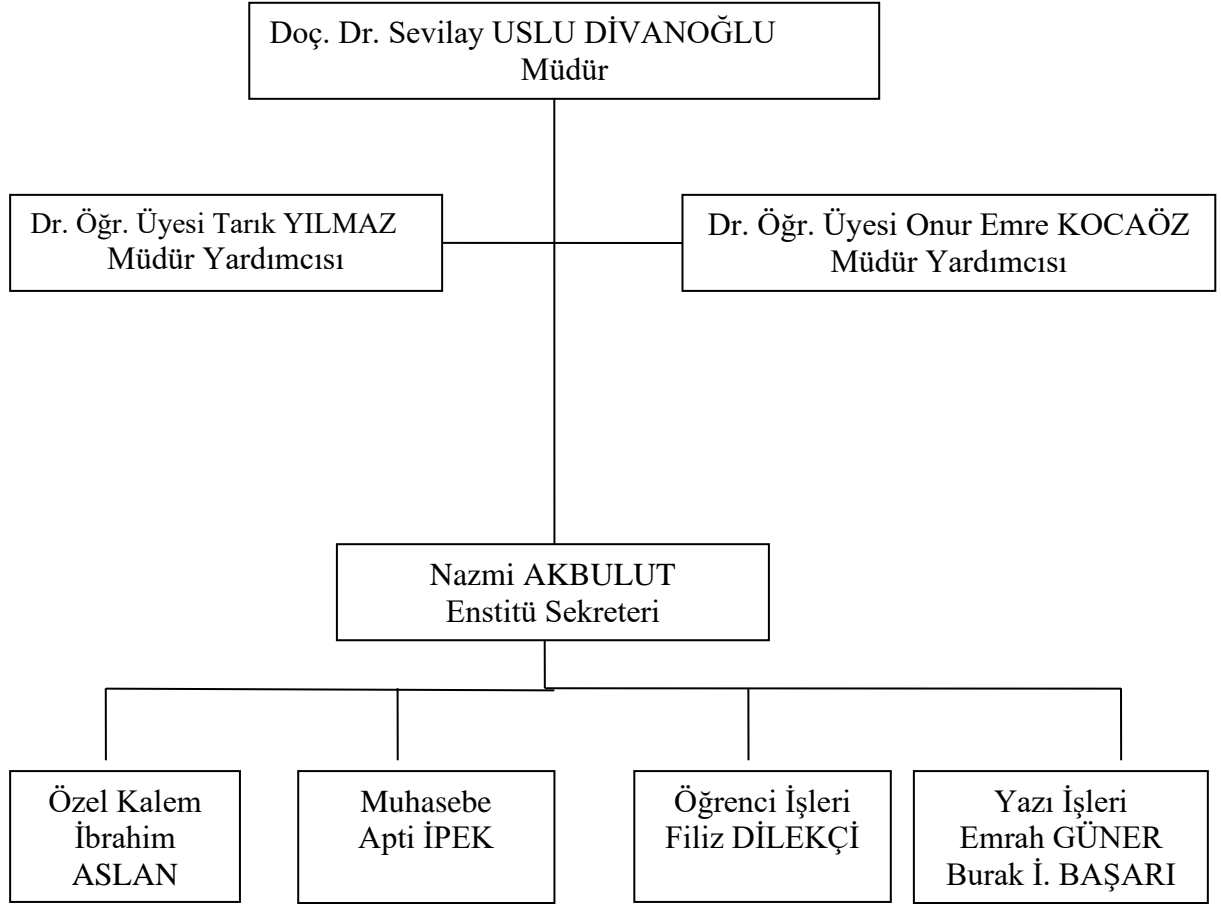 Doç. Dr. Sevilay USLU DİVANOĞLU
Müdür
Dr. Öğr. Üyesi Tarık YILMAZ
Müdür Yardımcısı
Dr. Öğr. Üyesi Onur Emre KOCAÖZ
Müdür Yardımcısı
Nazmi AKBULUT
Enstitü Sekreteri
Özel Kalem
İbrahim
ASLAN
Muhasebe
Apti İPEK
Öğrenci İşleri
Filiz DİLEKÇİ
Yazı İşleri
Emrah GÜNER
Burak İ. BAŞARI